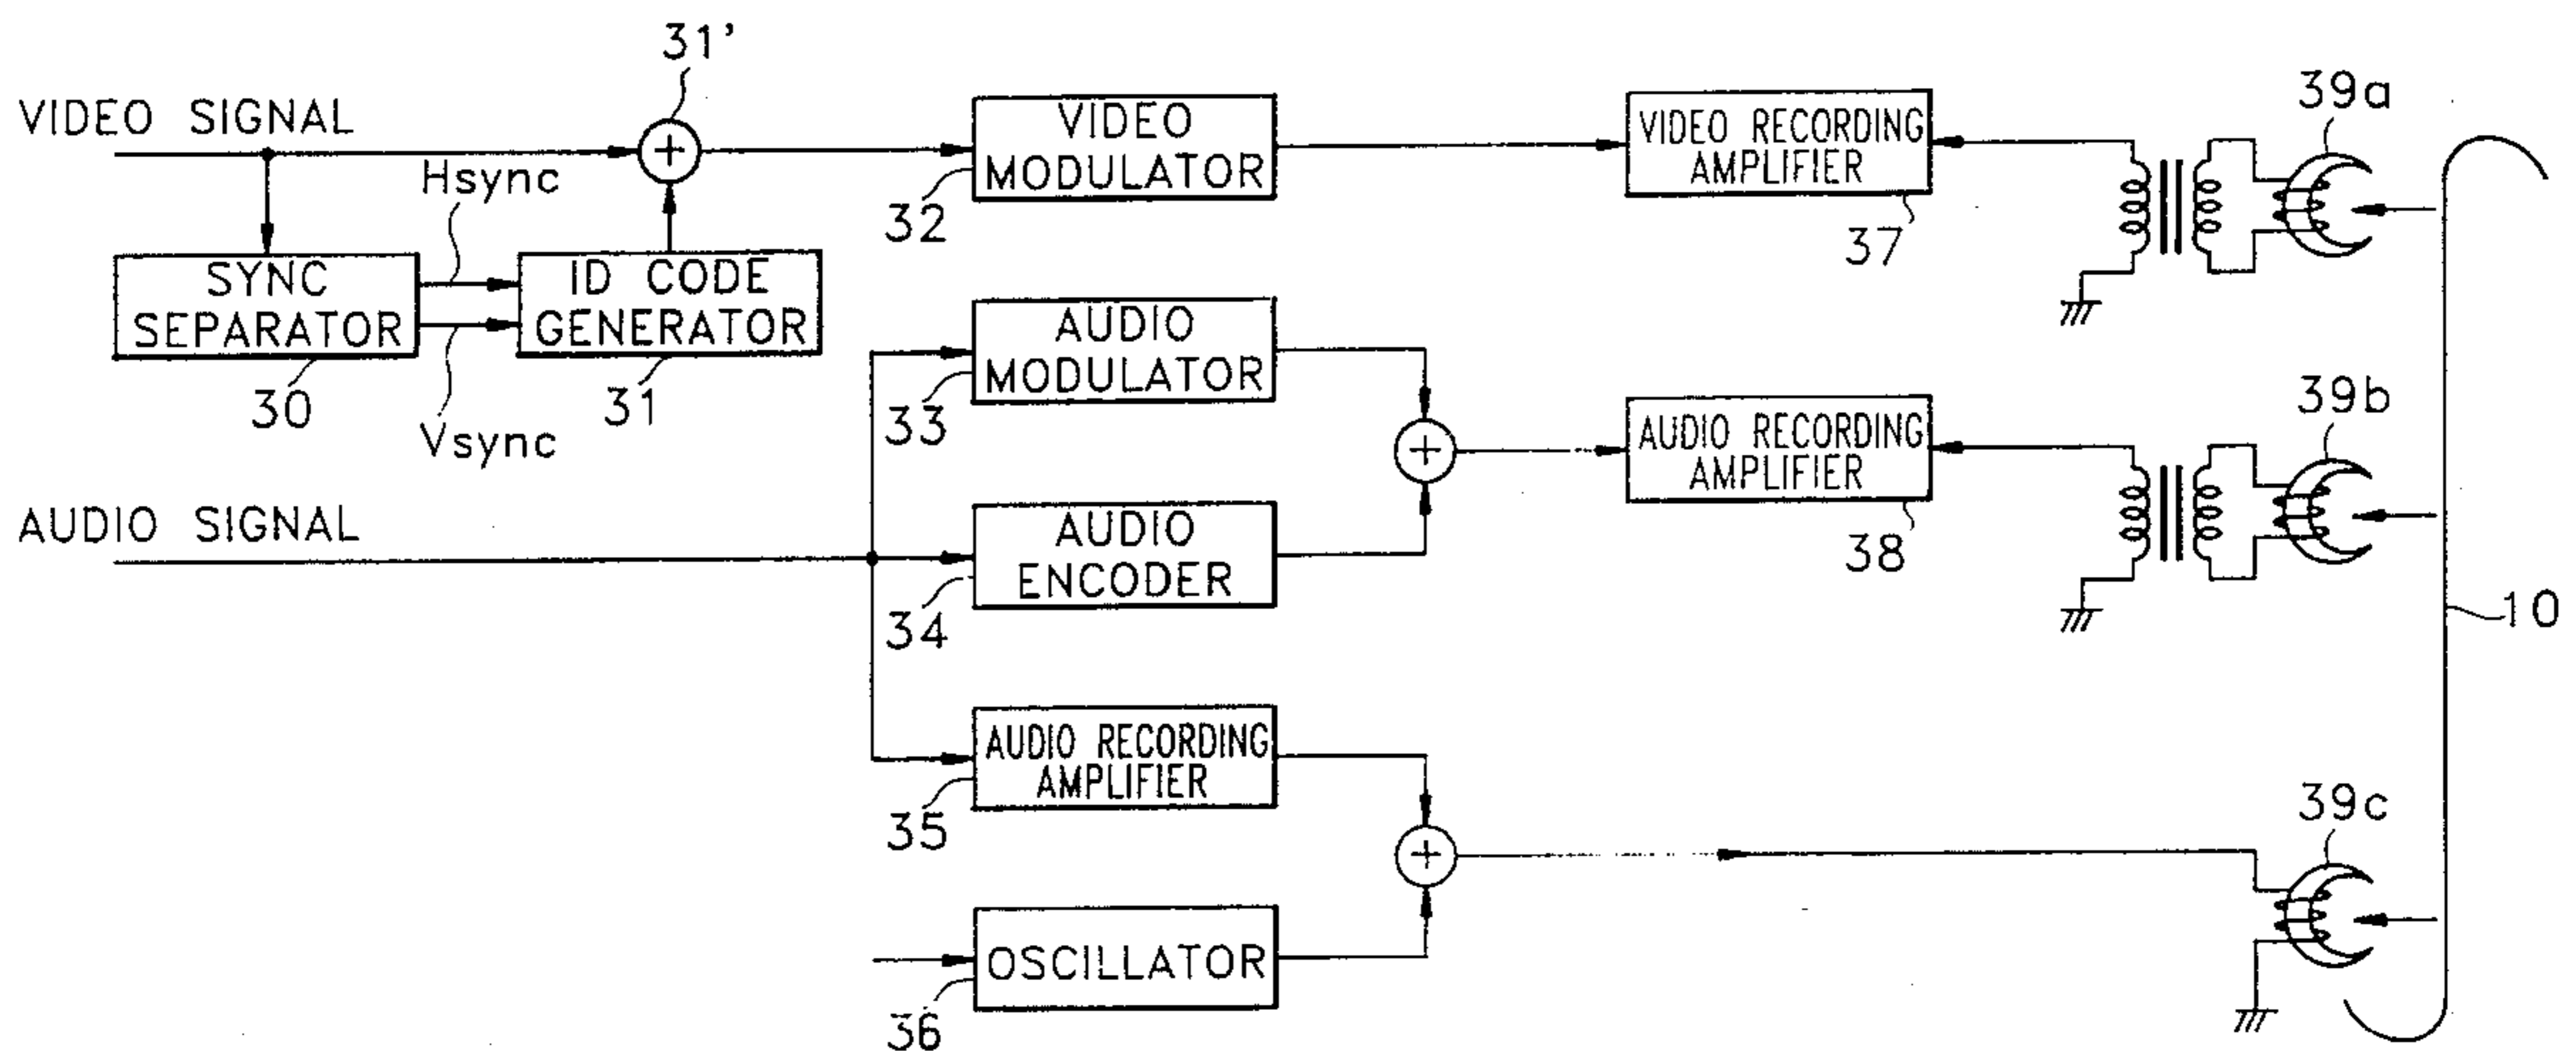 31'
VIDEO SIGNAL
Hsync
VIDEO
MODULATOR
32
VIDEO RECORDING
AMPLIFIER
37
39a
SYNC
SEPARATOR
30
Vsync
ID CODE
GENERATOR
31
AUDIO
MODULATOR
33
AUDIO RECORDING
AMPLIFIER
38
39b
AUDIO SIGNAL
AUDIO
ENCODER
34
10
AUDIO RECORDING
AMPLIFIER
35
39c
OSCILLATOR
36